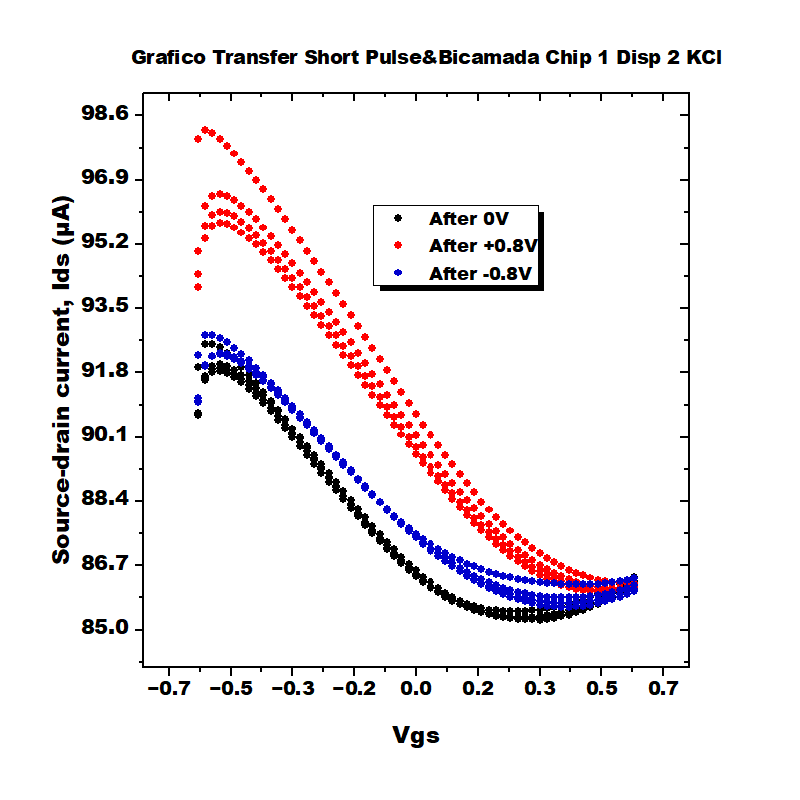 Grafico Transfer Short Pulse&Bicamada Chip 1 Disp 2 KCl
98.6
96.9
95.2
93.5
91.8
90.1
88.4
86.7
85.0
Source-drain current, Ids (µA)
After 0V
After +0.8V
After -0.8V
−0.7 −0.5 −0.3 −0.2 0.0 0.2 0.3 0.5 0.7
Vgs